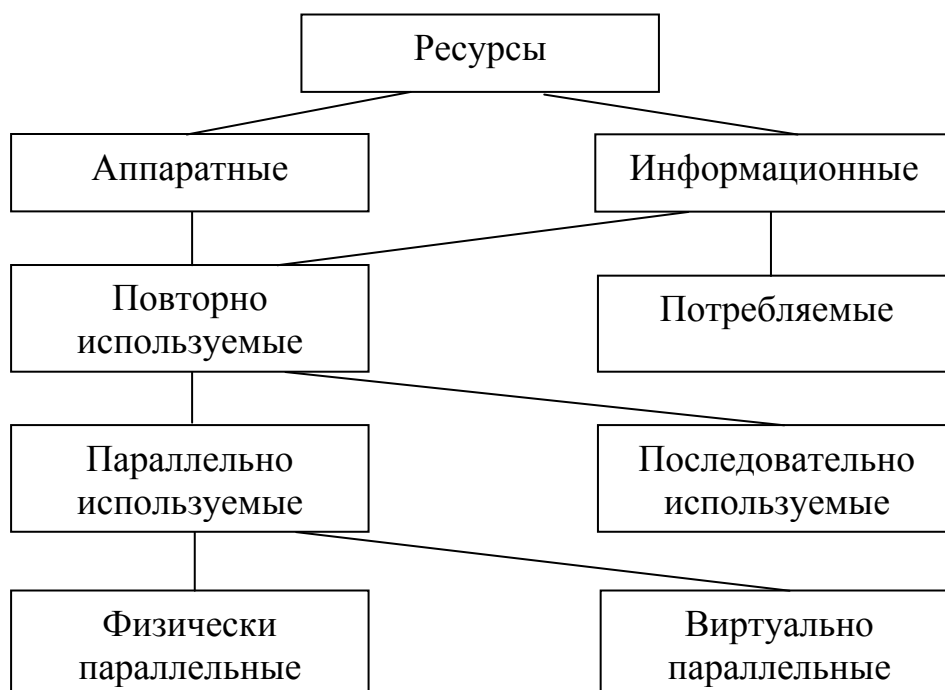 Ресурсы
Аппаратные
Информационные
Повторно
используемые
Потребляемые
Параллельно
используемые
Последовательно
используемые
Физически
параллельные
Виртуально
параллельные